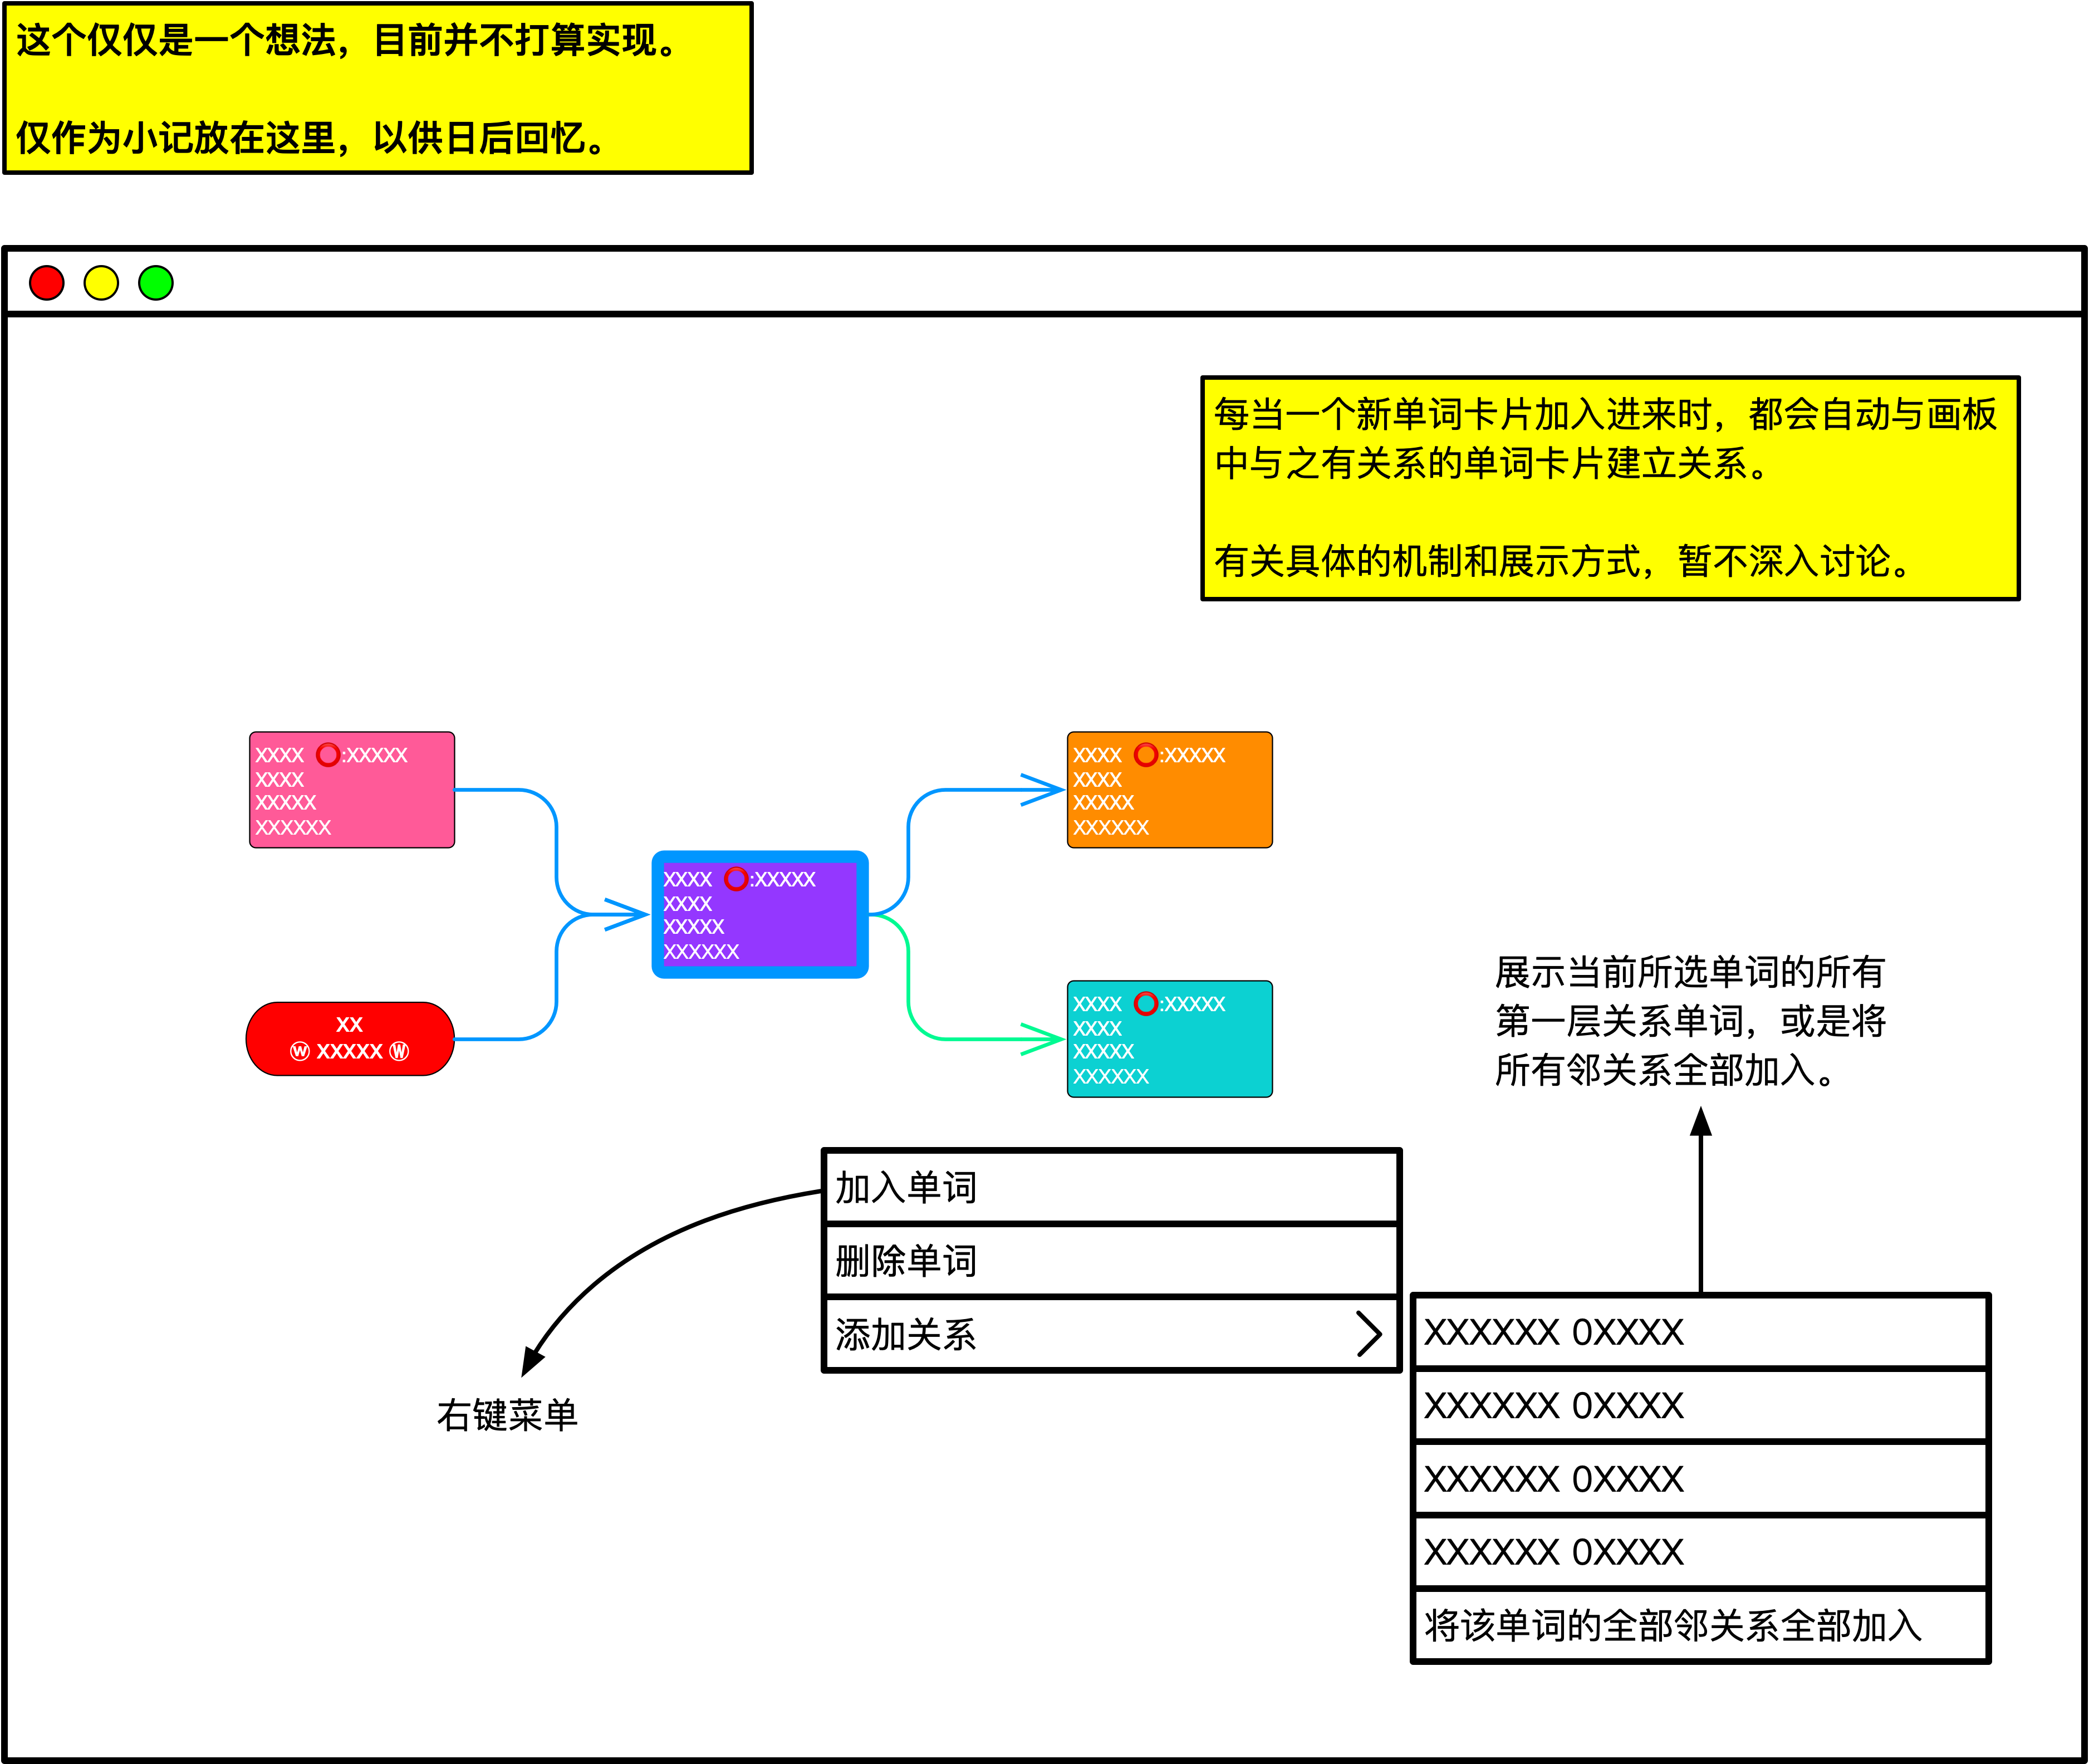 这个仅仅是一个想法，目前并不打算实现。
仅作为小记放在这里，以供日后回忆。
每当一个新单词卡片加入进来时，都会自动与画板
中与之有关系的单词卡片建立关系。
有关具体的机制和展示方式，暂不深入讨论。
XXXX ⭕:XXXXX
XXXX
XXXXX
XXXXXX
XXXX ⭕:XXXXX
XXXX
XXXXX
XXXXXX
XXXX ⭕:XXXXX
XXXX
XXXXX
XXXXXX
XX
ⓦ XXXXX Ⓦ
XXXX ⭕:XXXXX
XXXX
XXXXX
XXXXXX
展示当前所选单词的所有
第一层关系单词，或是将
所有邻关系全部加入。
加入单词
删除单词
添加关系
右键菜单
XXXXXX 0XXXX
XXXXXX 0XXXX
XXXXXX 0XXXX
XXXXXX 0XXXX
将该单词的全部邻关系全部加入